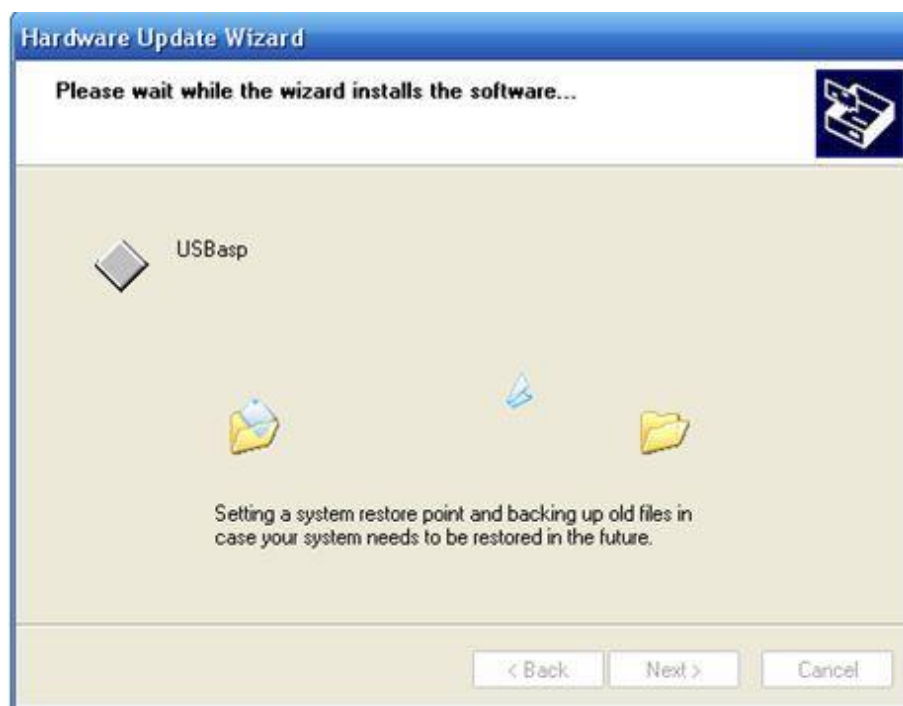 Hardware Update Wizard
Please wait while the wizard installs the software...
USBasp
Setting a system restore point and backing up old files in
case your system needs to be restored in the future.
< Back
Next >
Cancel